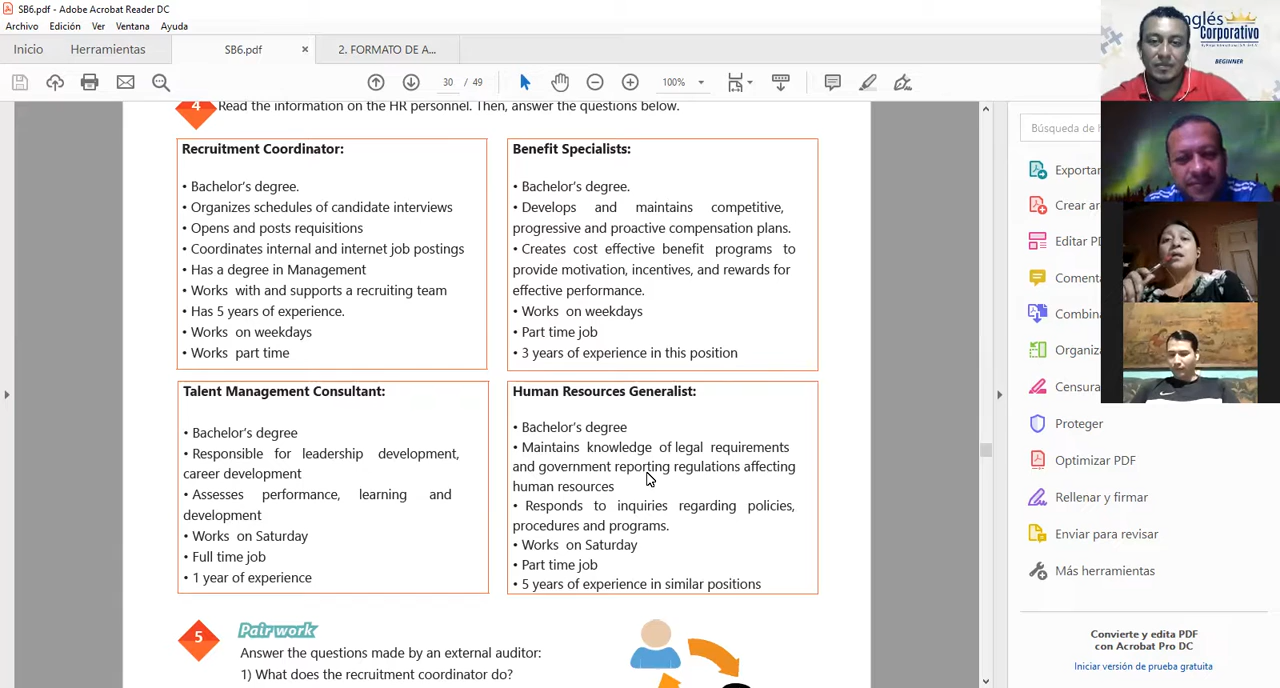 SB6.pdf - Adobe Acrobat Reader DC
Archivo Edición Ver Ventana Ayuda
Inicio Herramientas SB6.pdf × 2. FORMATO DE A...
30 / 49 100%
4 Read the information on the HR personnel. Then, answer the questions below.
Recruitment Coordinator:
• Bachelor's degree.
• Organizes schedules of candidate interviews
• Opens and posts requisitions
• Coordinates internal and internet job postings
• Has a degree in Management
• Works with and supports a recruiting team
• Has 5 years of experience.
• Works on weekdays
• Works part time
Benefit Specialists:
• Bachelor's degree.
• Develops and maintains competitive,
progressive and proactive compensation plans.
• Creates cost effective benefit programs to
provide motivation, incentives, and rewards for
effective performance.
• Works on weekdays
• Part time job
• 3 years of experience in this position
Talent Management Consultant:
• Bachelor's degree
• Responsible for leadership development,
career development
• Assesses performance, learning and
development
• Works on Saturday
• Full time job
• 1 year of experience
Human Resources Generalist:
• Bachelor's degree
• Maintains knowledge of legal requirements
and government reporting regulations affecting
human resources
• Responds to inquiries regarding policies,
procedures and programs.
• Works on Saturday
• Part time job
• 5 years of experience in similar positions
5 Pair work
Answer the questions made by an external auditor:
1) What does the recruitment coordinator do?
Búsqueda de
Exportar
Crear ar
Editar PD
Comenta
Combina
Organiza
Censura
Proteger
Optimizar PDF
Rellenar y firmar
Enviar para revisar
Más herramientas
Convierte y edita PDF
con Acrobat Pro DC
Iniciar versión de prueba gratuita
nglés
Corporativo
BEGINNER